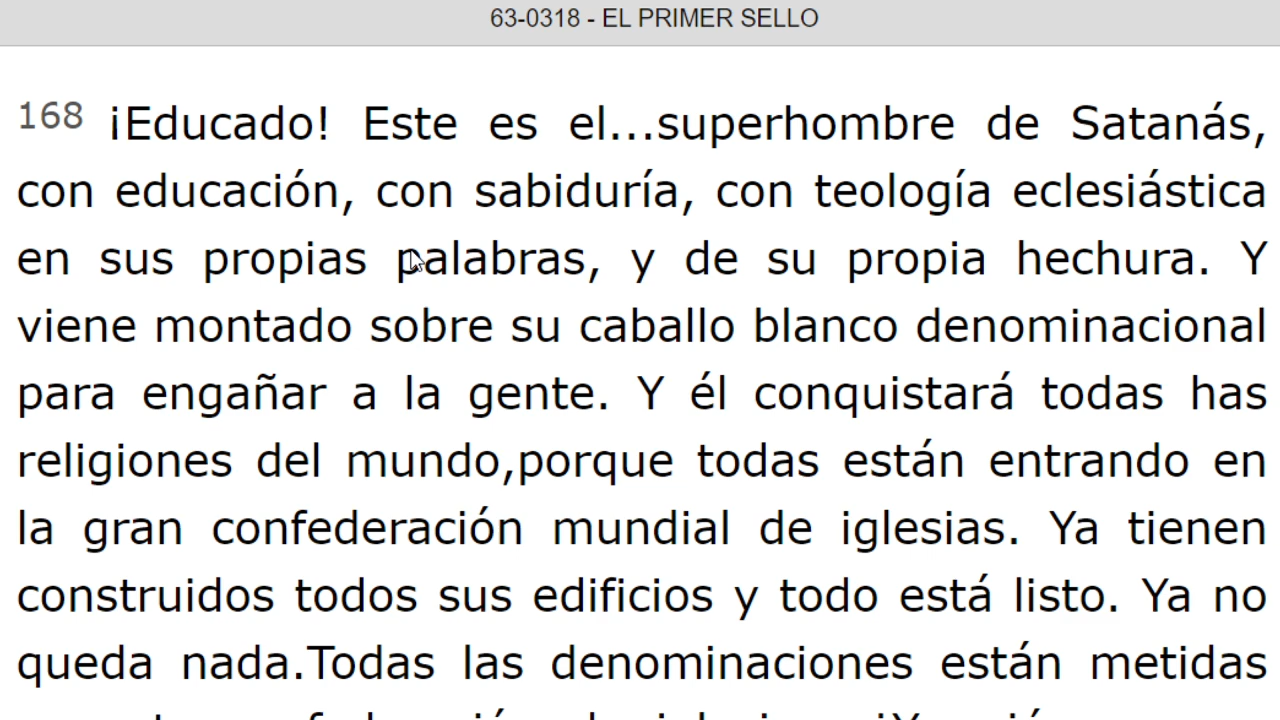 63-0318 - EL PRIMER SELLO
168 ¡Educado! Este es el...superhombre de Satanás,
con educación, con sabiduría, con teología eclesiástica
en sus propias palabras, y de su propia hechura. Y
viene montado sobre su caballo blanco denominacional
para engañar a la gente. Y él conquistará todas has
religiones del mundo,porque todas están entrando en
la gran confederación mundial de iglesias. Ya tienen
construidos todos sus edificios y todo está listo. Ya no
queda nada.Todas las denominaciones están metidas